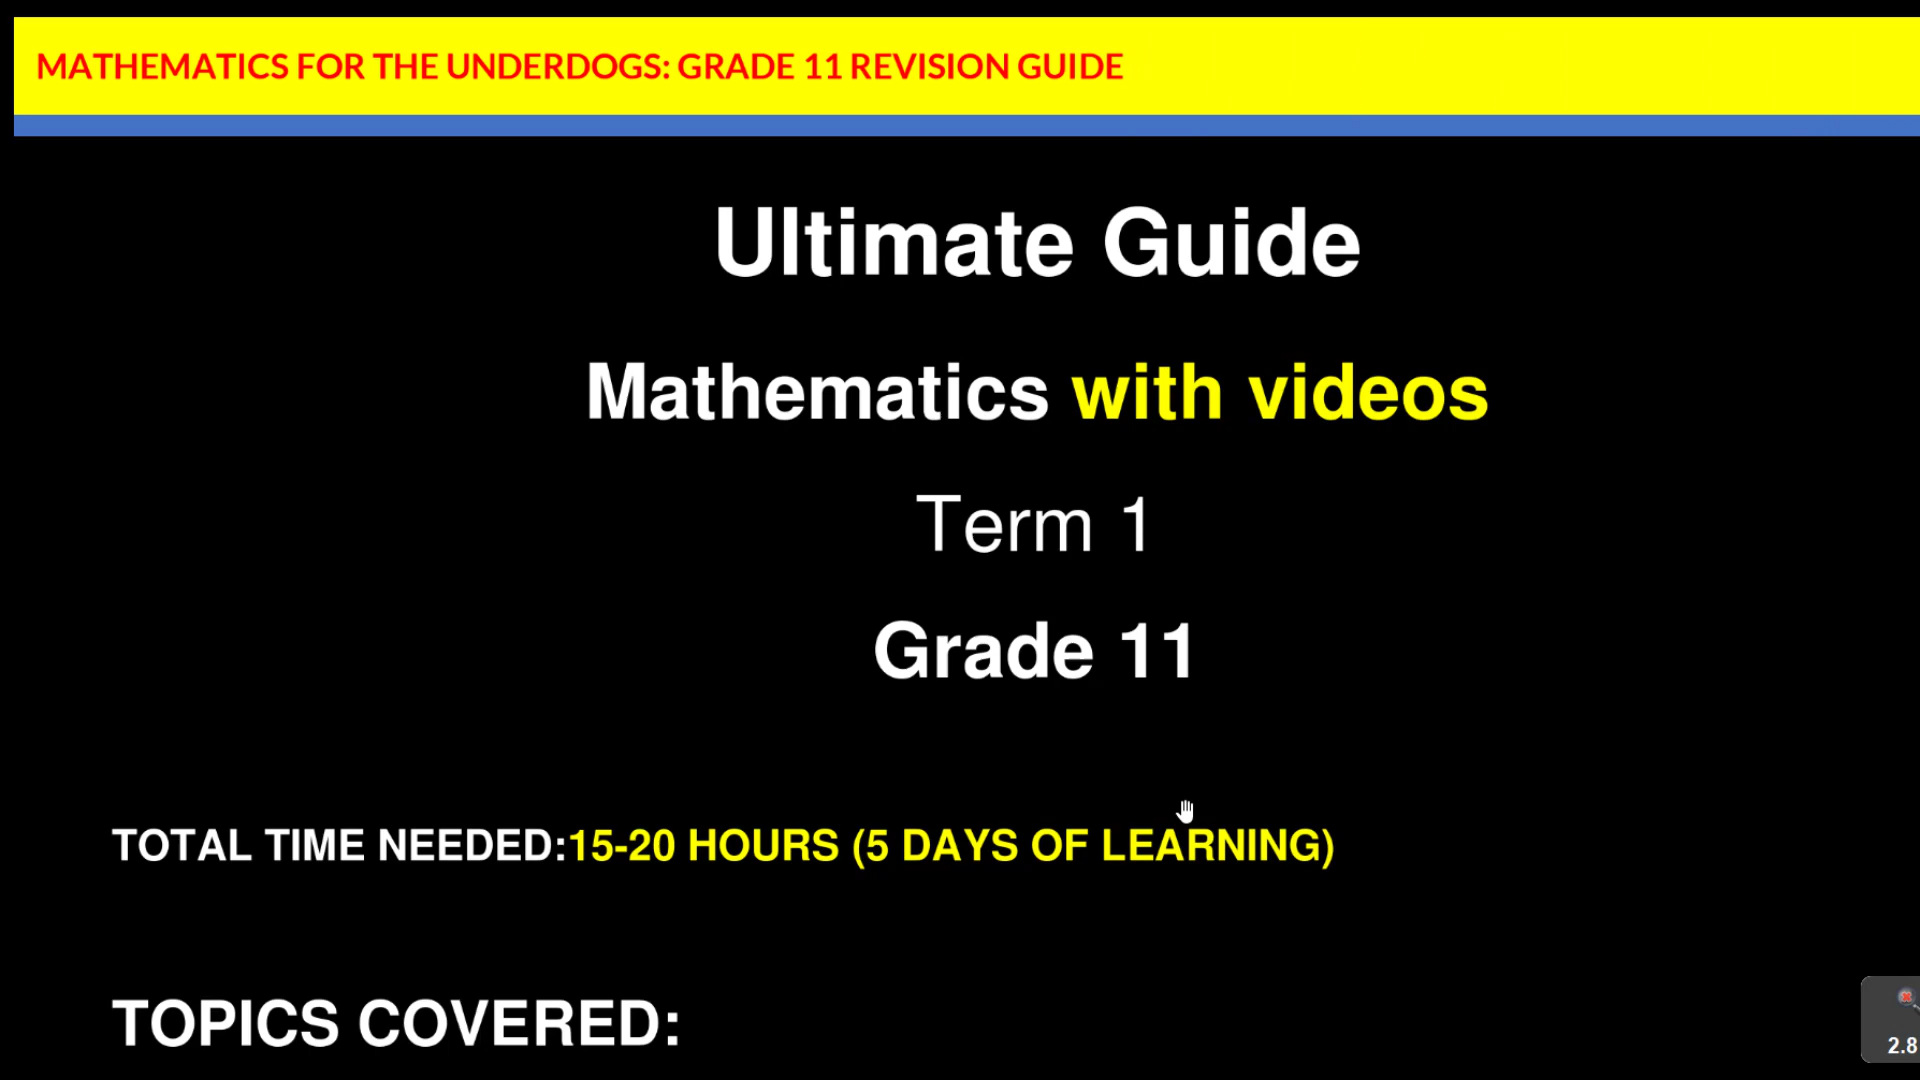 MATHEMATICS FOR THE UNDERDOGS: GRADE 11 REVISION GUIDE
Ultimate Guide
Mathematics with videos
Term 1
Grade 11
TOTAL TIME NEEDED:15-20 HOURS (5 DAYS OF LEARNING)
TOPICS COVERED:
2.8